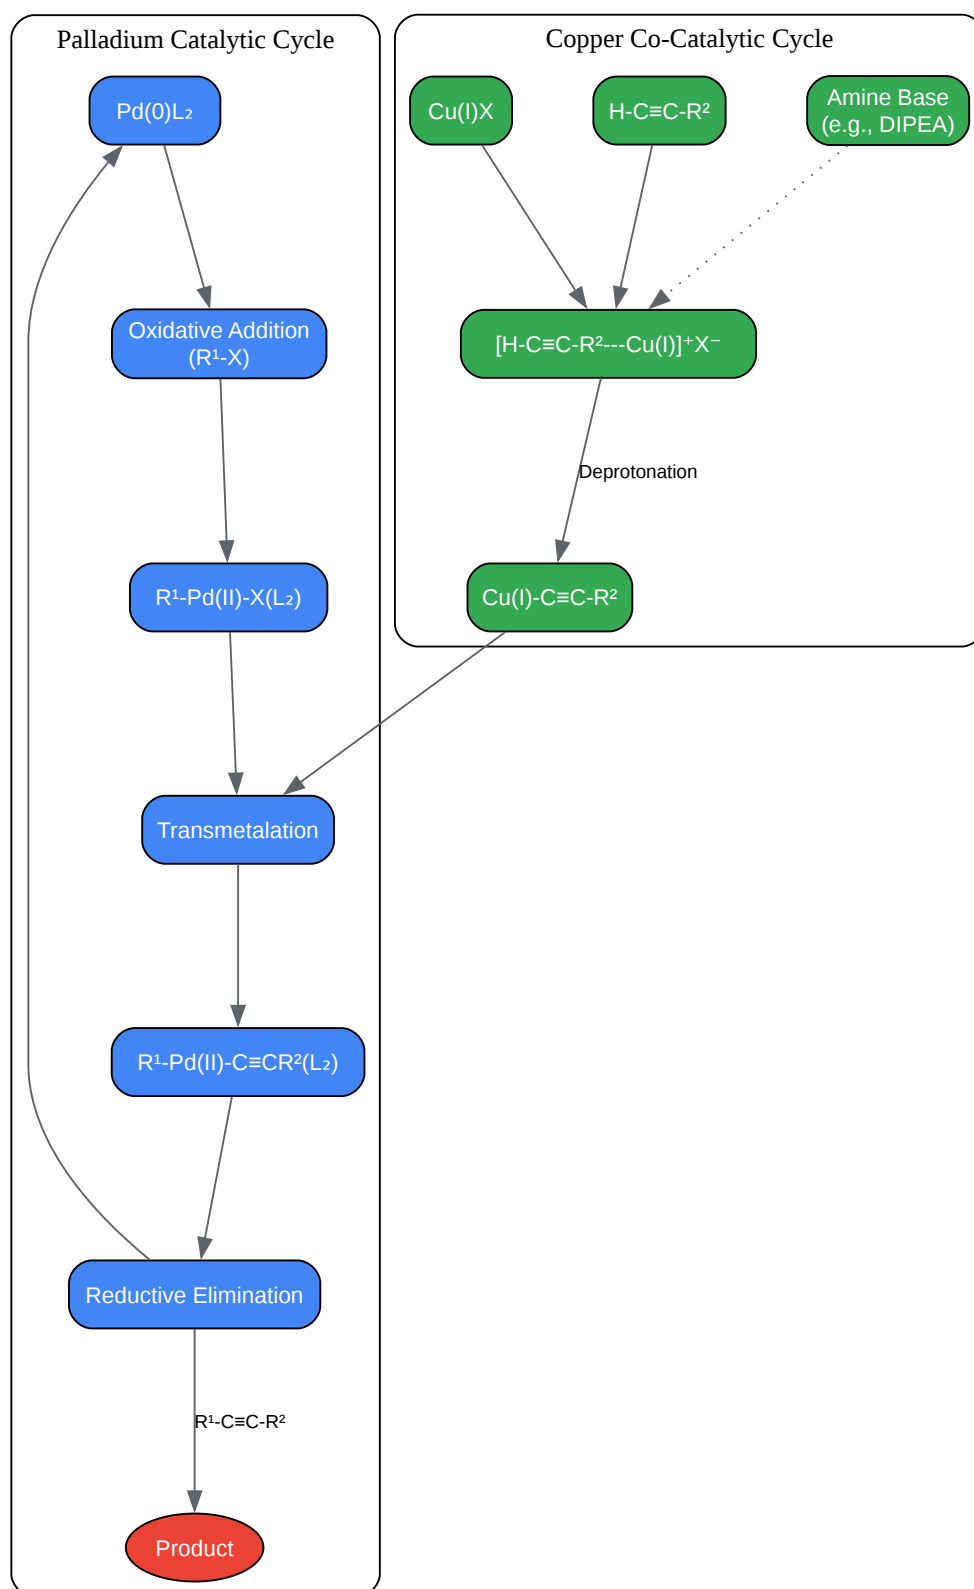 Palladium Catalytic Cycle
Pd(0)L₂
Oxidative Addition
(R¹-X)
R¹-Pd(II)-X(L₂)
Transmetalation
R¹-Pd(II)-C≡CR²(L₂)
Reductive Elimination
R¹-C≡C-R²
Product
Copper Co-Catalytic Cycle
Cu(I)X
H-C≡C-R²
Amine Base
(e.g., DIPEA)
[H-C≡C-R²---Cu(I)]⁺X⁻
Deprotonation
Cu(I)-C≡C-R²